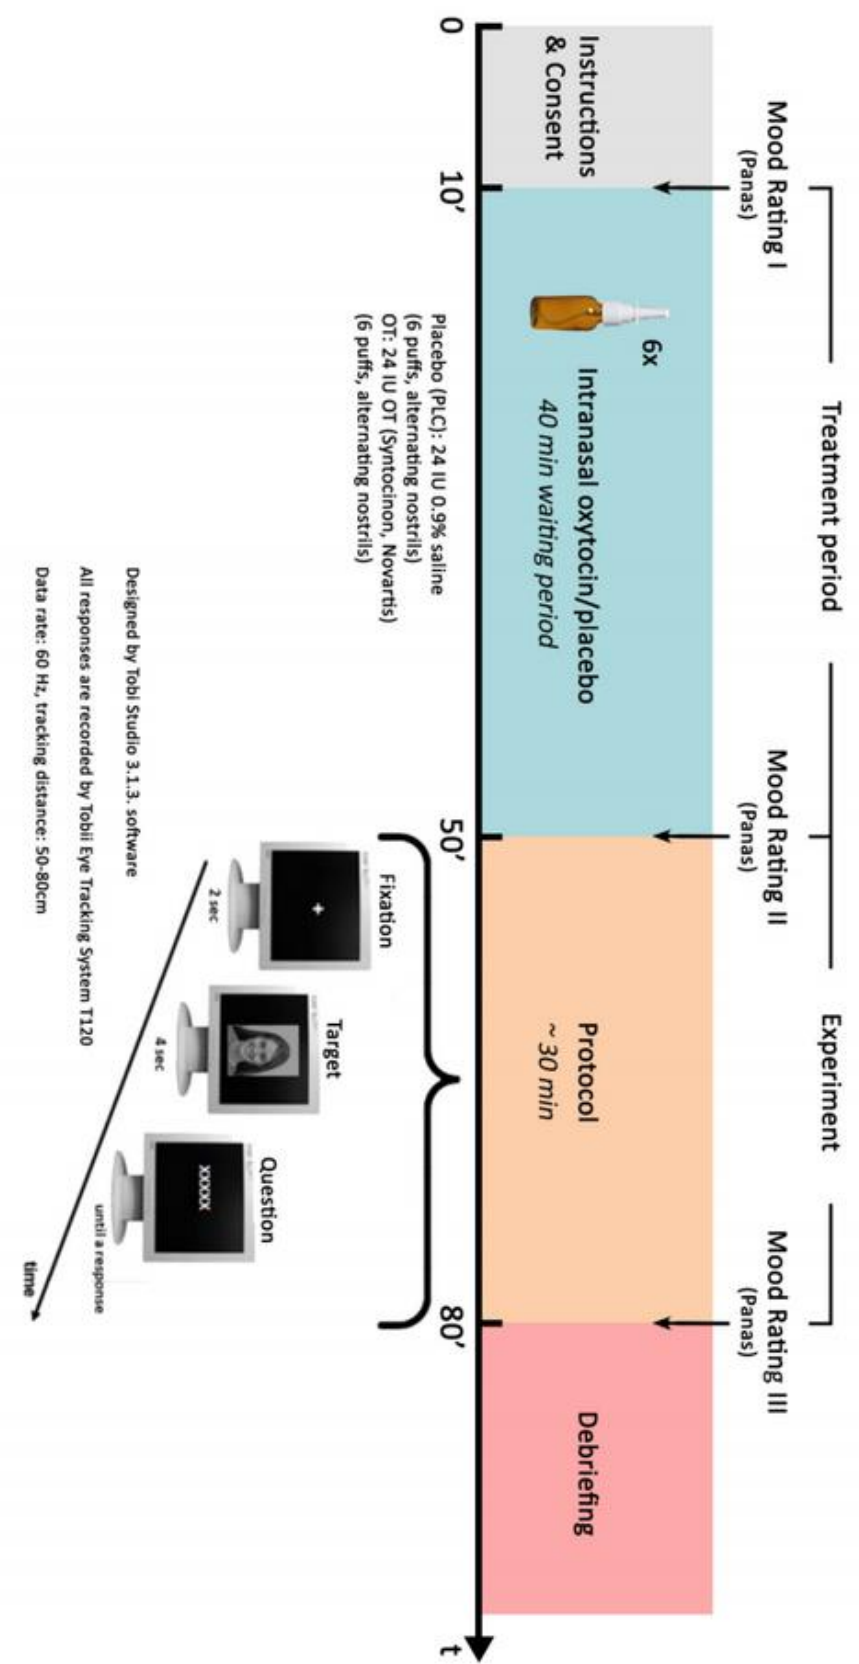 Treatment period
Experiment
Mood Rating I
(Panas)
Mood Rating II
(Panas)
Mood Rating III
(Panas)
Instructions
& Consent
6x
Intranasal oxytocin/placebo
40 min waiting period
Protocol
~ 30 min
Debriefing
0
10'
50'
80'
t
Placebo (PLC): 24 IU 0.9% saline
(6 puffs, alternating nostrils)
OT: 24 IU OT (Syntocinon, Novartis)
(6 puffs, alternating nostrils)
Fixation
2 sec
Target
4 sec
Question
XXXXX
until a response
time
Designed by Tobi Studio 3.1.3. software
All responses are recorded by Tobii Eye Tracking System T120
Data rate: 60 Hz, tracking distance: 50-80cm